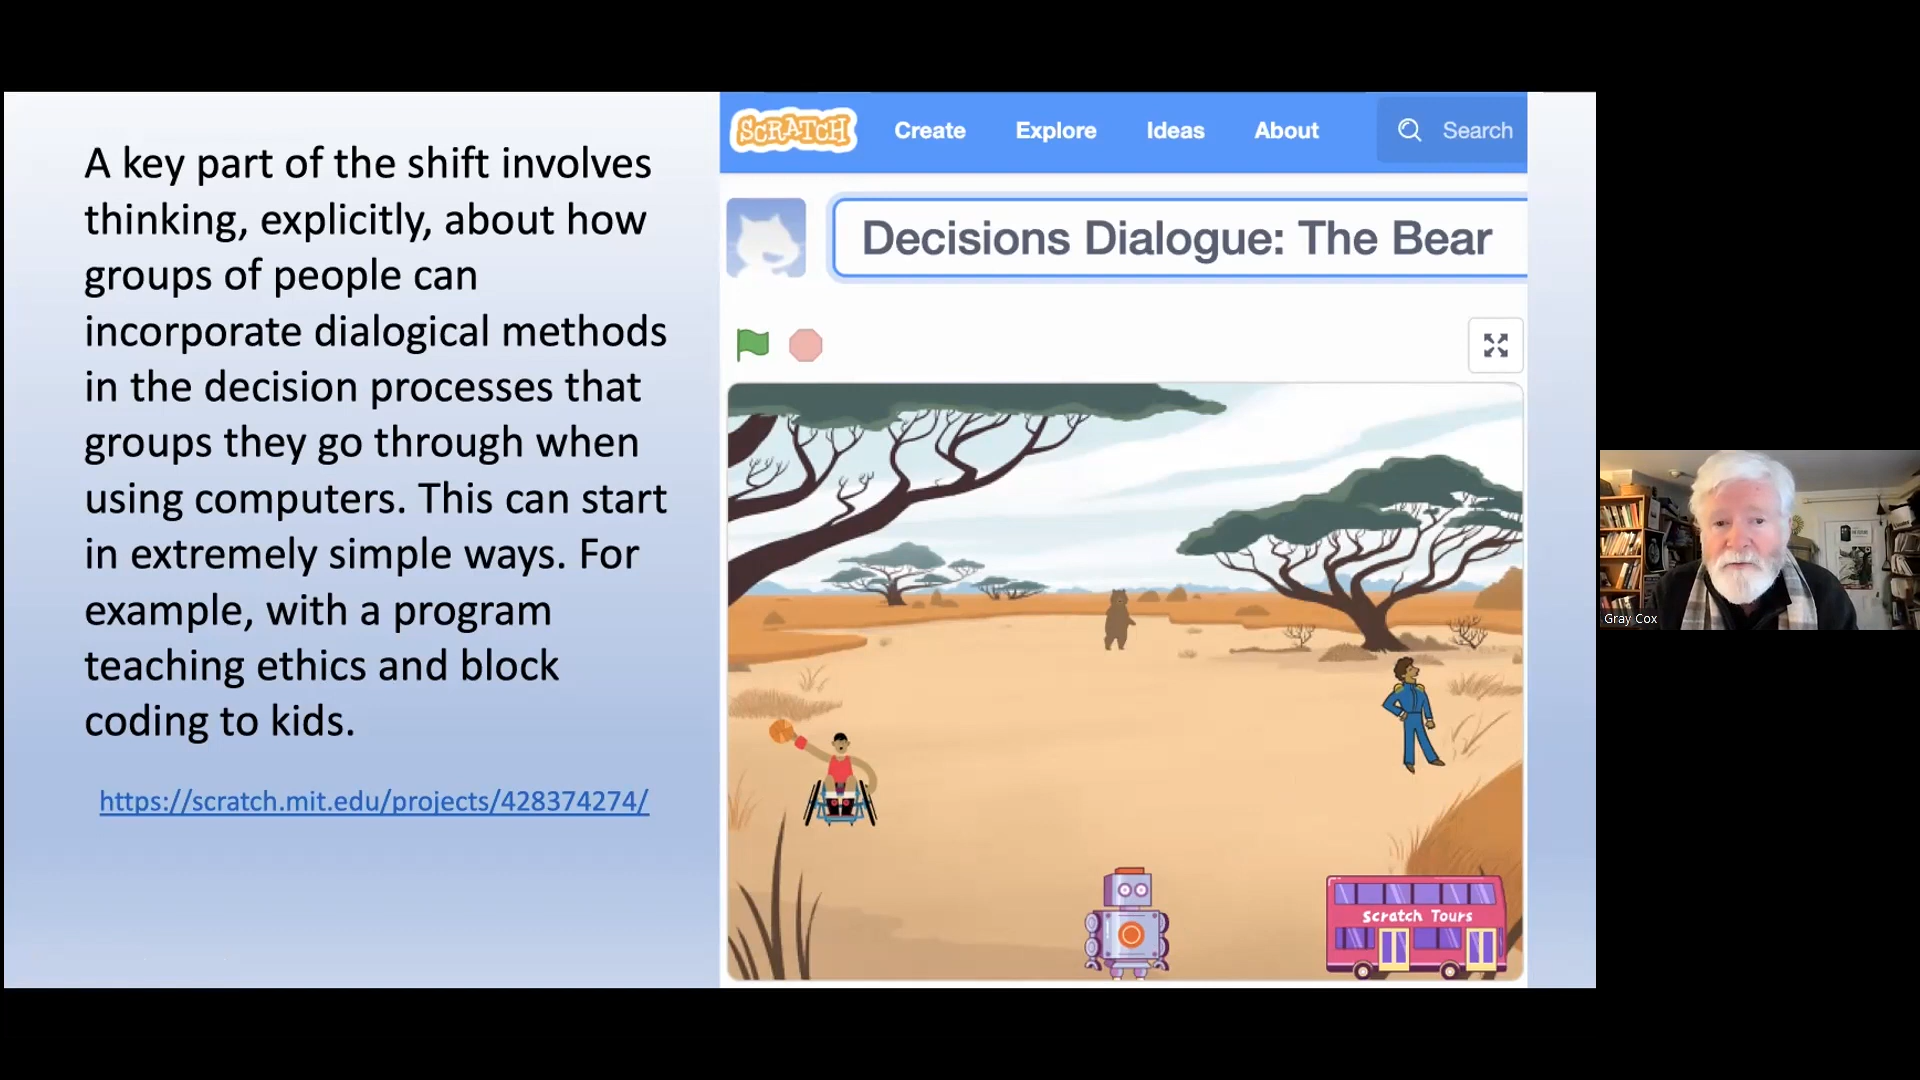 A key part of the shift involves
thinking, explicitly, about how
groups of people can
incorporate dialogical methods
in the decision processes that
groups they go through when
using computers. This can start
in extremely simple ways. For
example, with a program
teaching ethics and block
coding to kids.
https://scratch.mit.edu/projects/428374274/
SCRATCH
Create Explore Ideas About Search
Decisions Dialogue: The Bear
Scratch Tours
Gray Cox